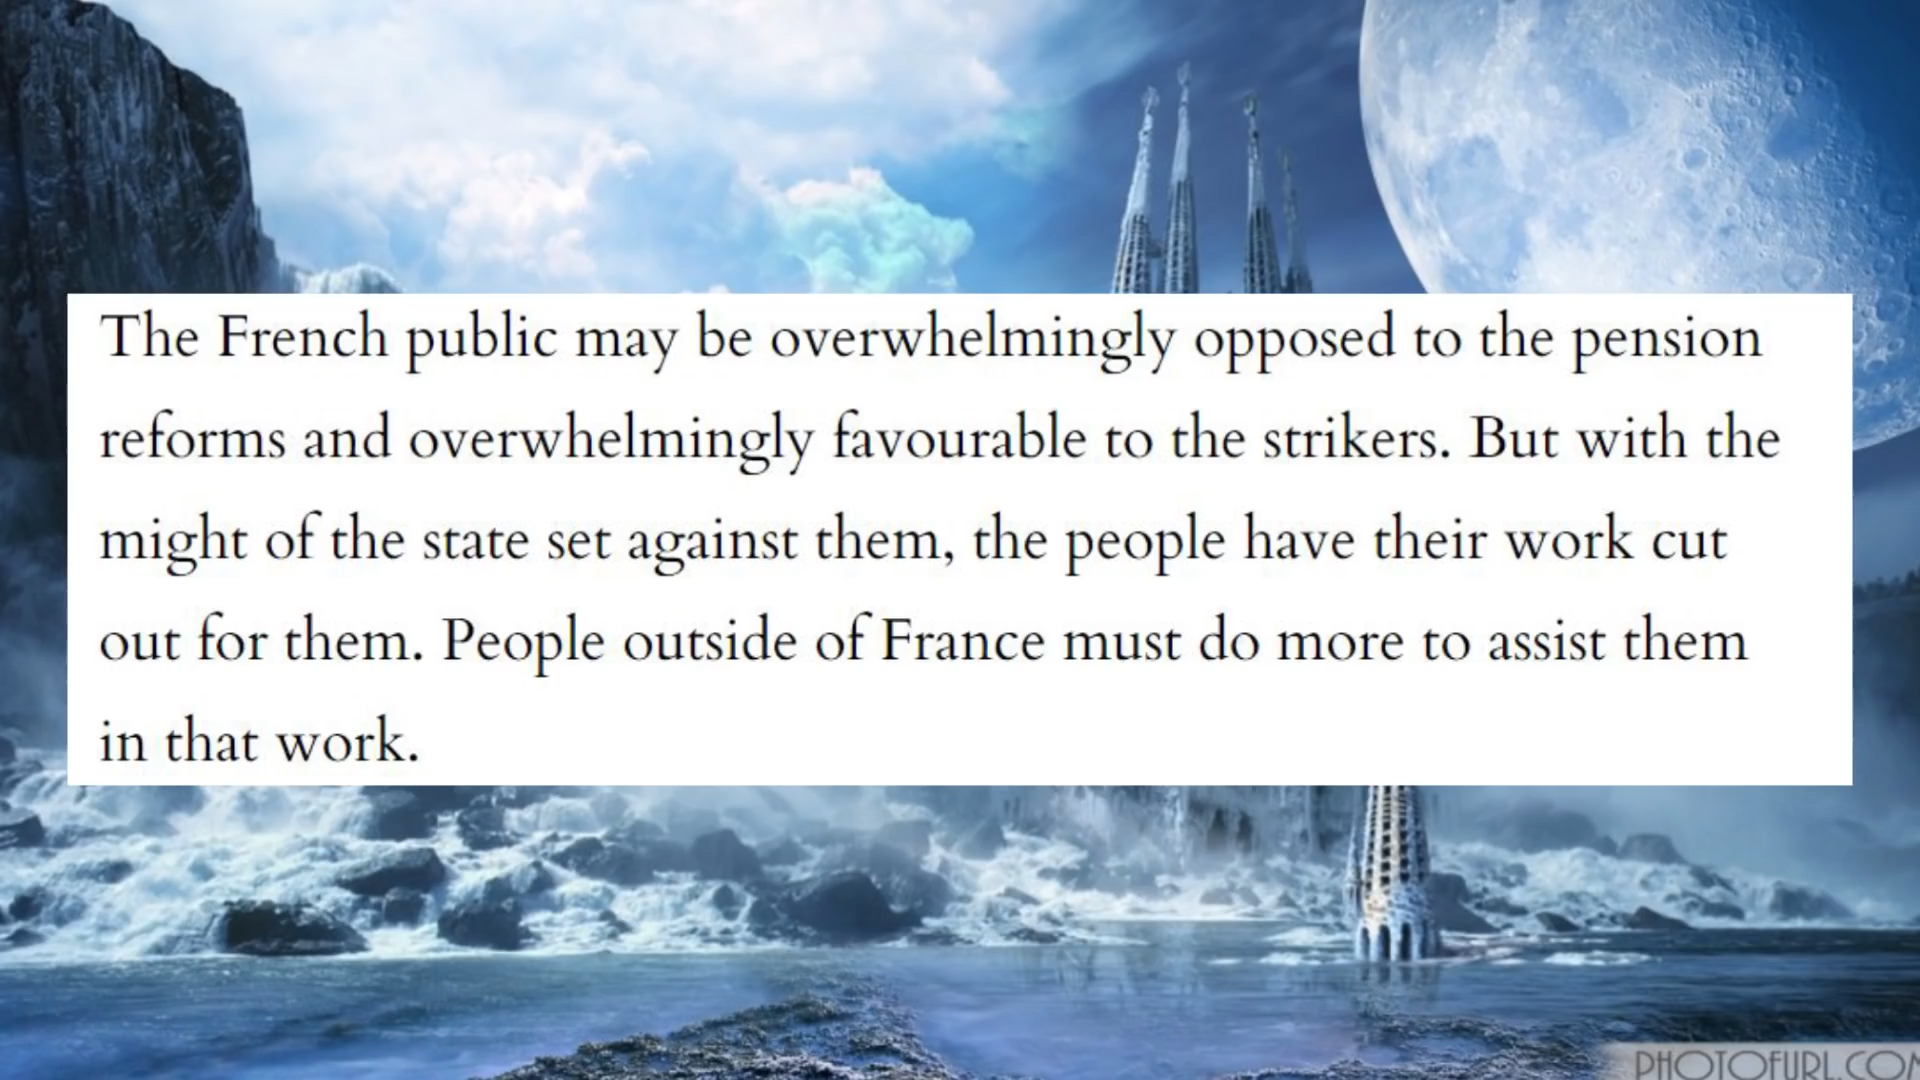 The French public may be overwhelmingly opposed to the pension
reforms and overwhelmingly favourable to the strikers. But with the
might of the state set against them, the people have their work cut
out for them. People outside of France must do more to assist them
in that work.
PHOTOFURL.COM